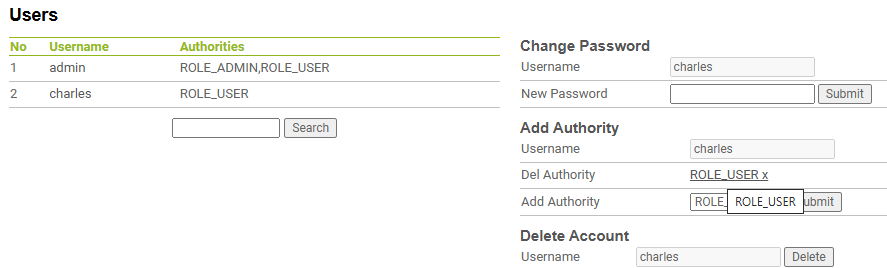 Users
No Username Authorities
1 admin ROLE_ADMIN,ROLE_USER
2 charles ROLE_USER
Search
Change Password
Username charles
New Password Submit
Add Authority
Username charles
Del Authority ROLE_USER x
Add Authority ROLE_ ROLE_USER ubmit
Delete Account
Username charles Delete